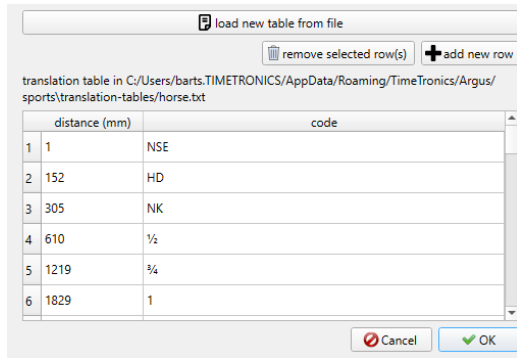 load new table from file
remove selected row(s) add new row
translation table in C:/Users/barts.TIMETRONICS/AppData/Roaming/TimeTronics/Argus/
sports\translation-tables/horse.txt
distance (mm) code
1 1 NSE
2 152 HD
3 305 NK
4 610 ½
5 1219 ¾
6 1829 1
Cancel OK